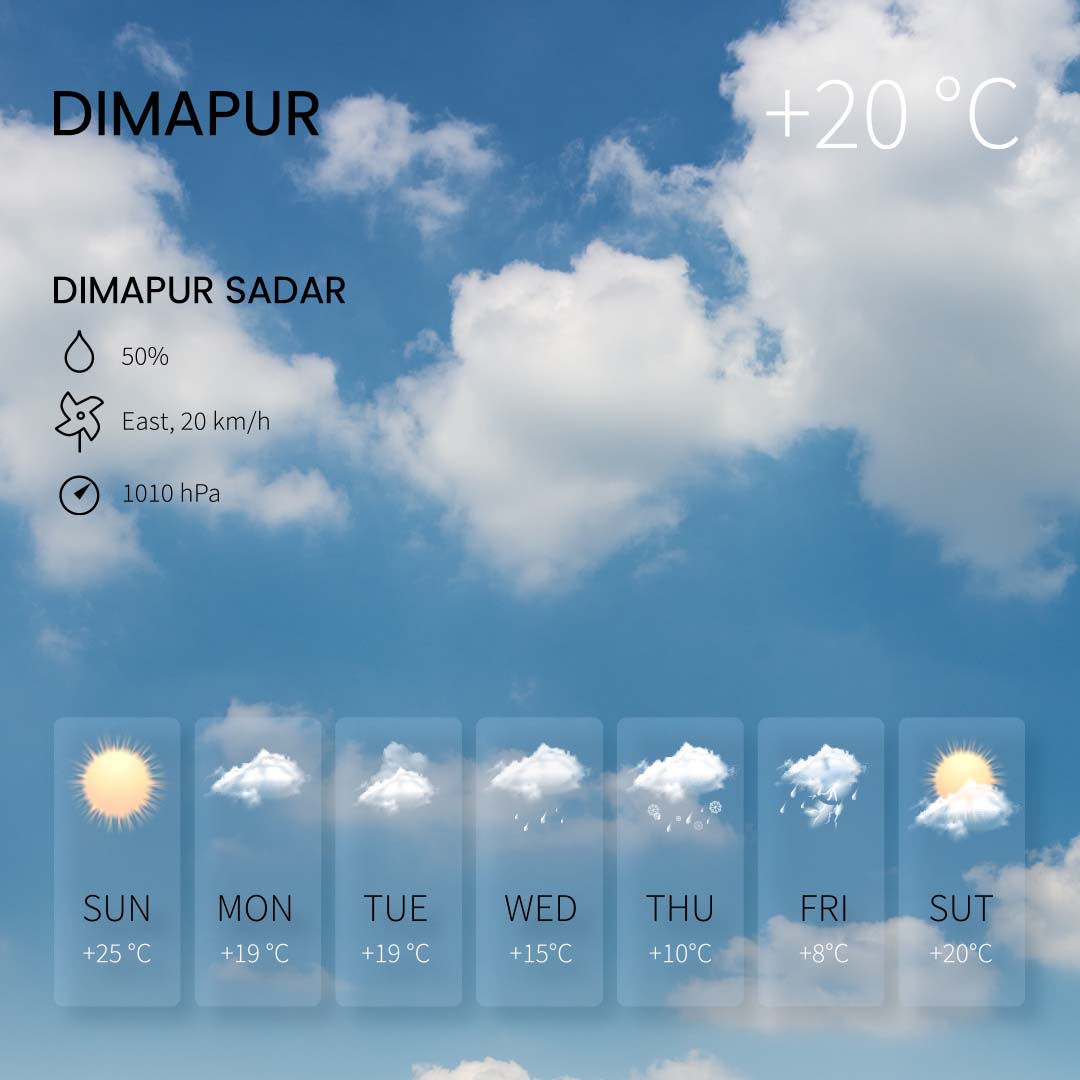 DIMAPUR
+20 °C
DIMAPUR SADAR
50%
East, 20 km/h
1010 hPa
SUN
+25 °C
MON
+19 °C
TUE
+19 °C
WED
+15°C
THU
+10°C
FRI
+8°C
SUT
+20°C